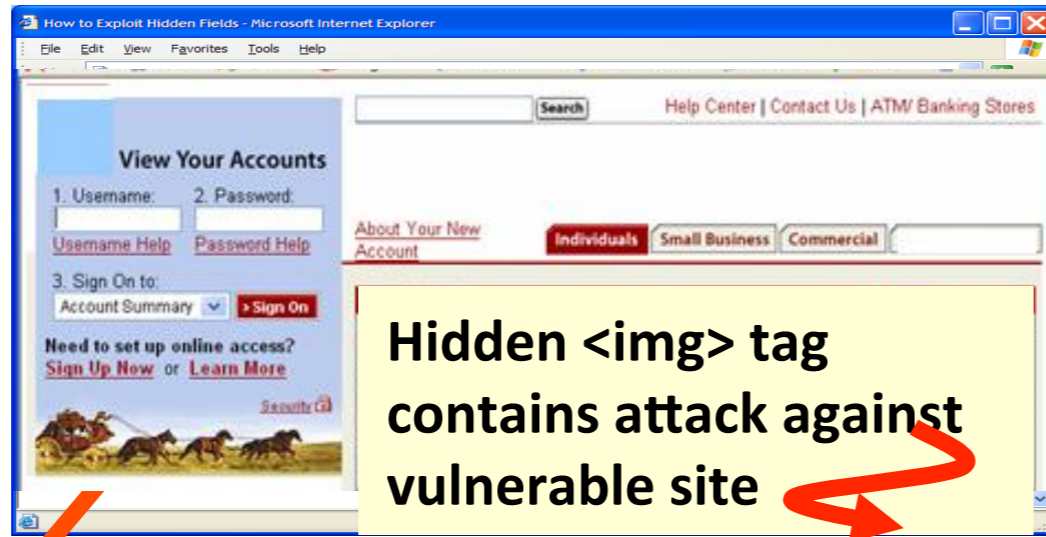 How to Exploit Hidden Fields - Microsoft Internet Explorer
File Edit View Favorites Tools Help
Search Help Center | Contact Us | ATM/ Banking Stores
View Your Accounts
1. Username: 2. Password:
Username Help Password Help
About Your New
Account
Individuals Small Business Commercial
3. Sign On to:
Account Summary › Sign On
Need to set up online access?
Sign Up Now or Learn More
Security
Hidden <img> tag
contains attack against
vulnerable site